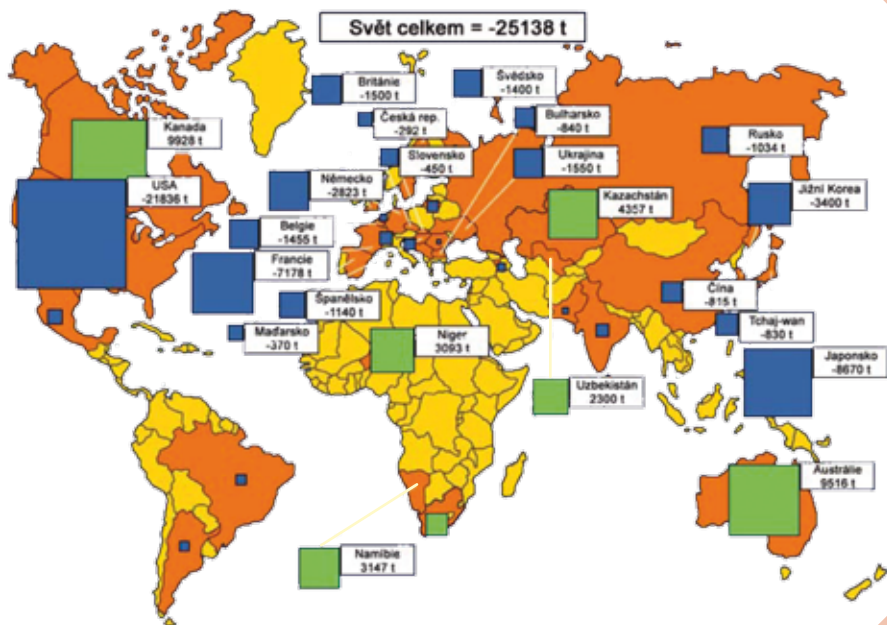 Svět celkem = -25138 t
Británie
-1500 t
Švédsko
-1400 t
Česká rep.
-292 t
Bulharsko
-840 t
Kanada
9928 t
Rusko
-1034 t
Slovensko
-450 t
Ukrajina
-1550 t
USA
-21836 t
Německo
-2823 t
Kazachstán
4357 t
Jižní Korea
-3400 t
Belgie
-1455 t
Francie
-7178 t
Španělsko
-1140 t
Čína
-815 t
Maďarsko
-370 t
Niger
3093 t
Tchaj-wan
-830 t
Japonsko
-8670 t
Uzbekistán
2300 t
Austrálie
9516 t
Namibie
3147 t